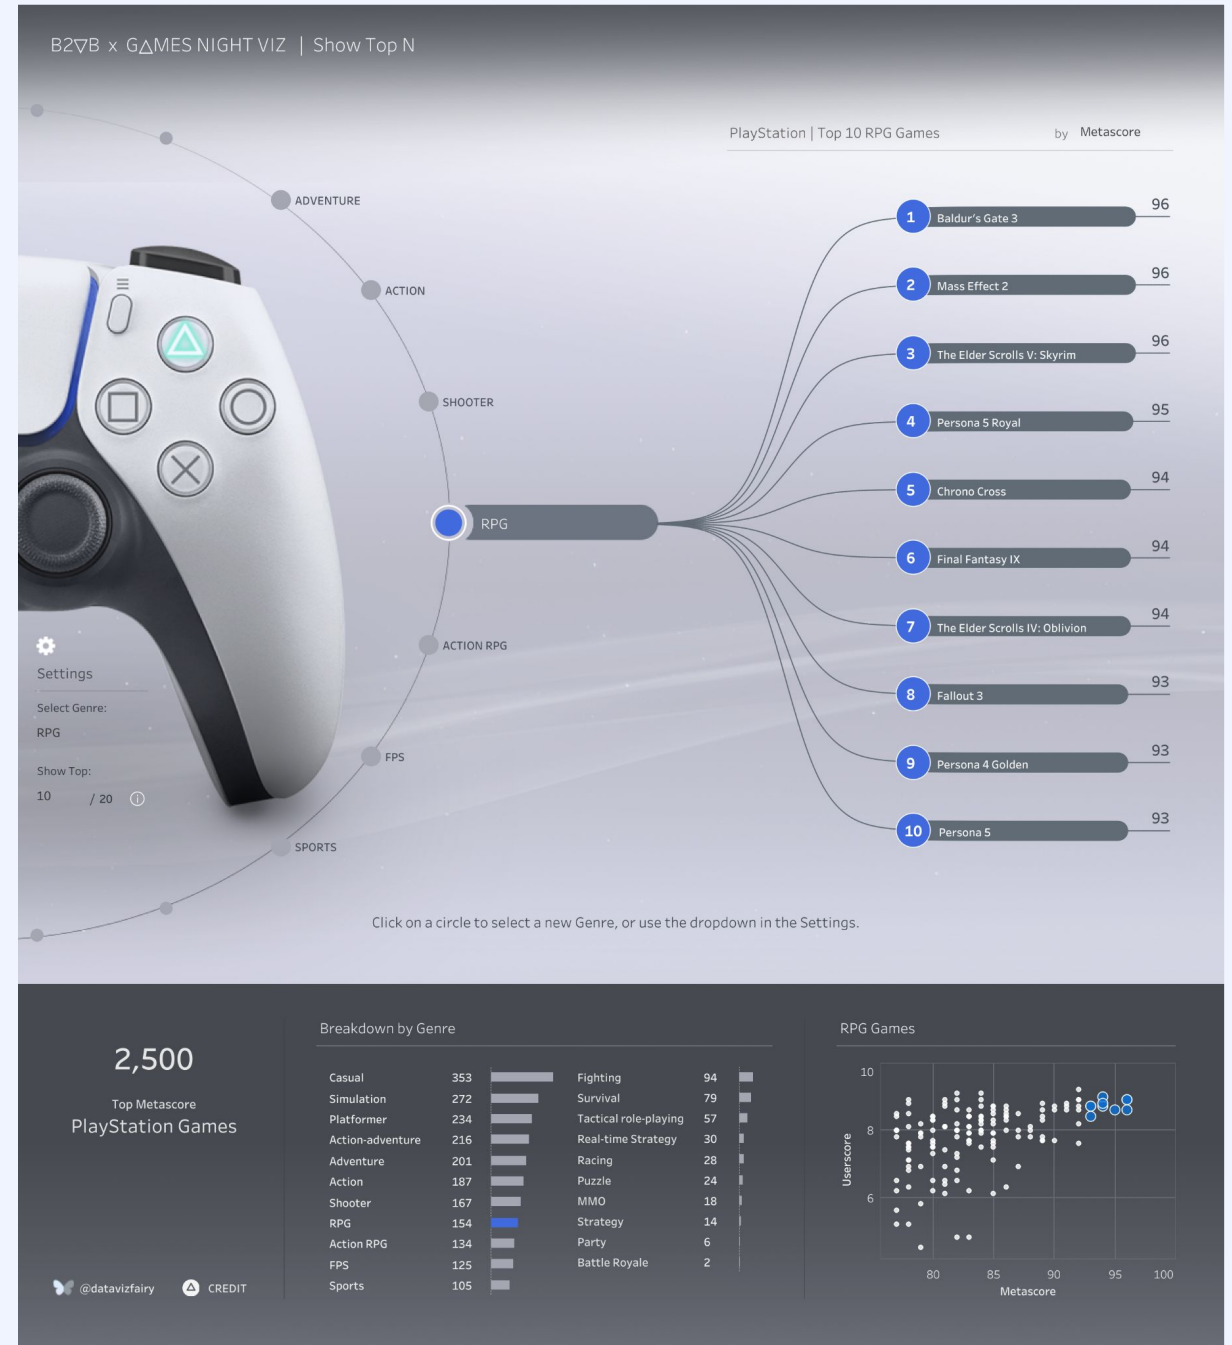 B2▽B x G△MES NIGHT VIZ | Show Top N
PlayStation | Top 10 RPG Games by Metascore
ADVENTURE
ACTION
SHOOTER
RPG
ACTION RPG
FPS
SPORTS
1 Baldur's Gate 3 96
2 Mass Effect 2 96
3 The Elder Scrolls V: Skyrim 96
4 Persona 5 Royal 95
5 Chrono Cross 94
6 Final Fantasy IX 94
7 The Elder Scrolls IV: Oblivion 94
8 Fallout 3 93
9 Persona 4 Golden 93
10 Persona 5 93
Settings
Select Genre:
RPG
Show Top:
10 / 20
Click on a circle to select a new Genre, or use the dropdown in the Settings.
2,500
Top Metascore
PlayStation Games
@datavizfairy CREDIT
Breakdown by Genre
Casual 353
Simulation 272
Platformer 234
Action-adventure 216
Adventure 201
Action 187
Shooter 167
RPG 154
Action RPG 134
FPS 125
Sports 105
Fighting 94
Survival 79
Tactical role-playing 57
Real-time Strategy 30
Racing 28
Puzzle 24
MMO 18
Strategy 14
Party 6
Battle Royale 2
RPG Games
Userscore
10
8
6
80 85 90 95 100
Metascore